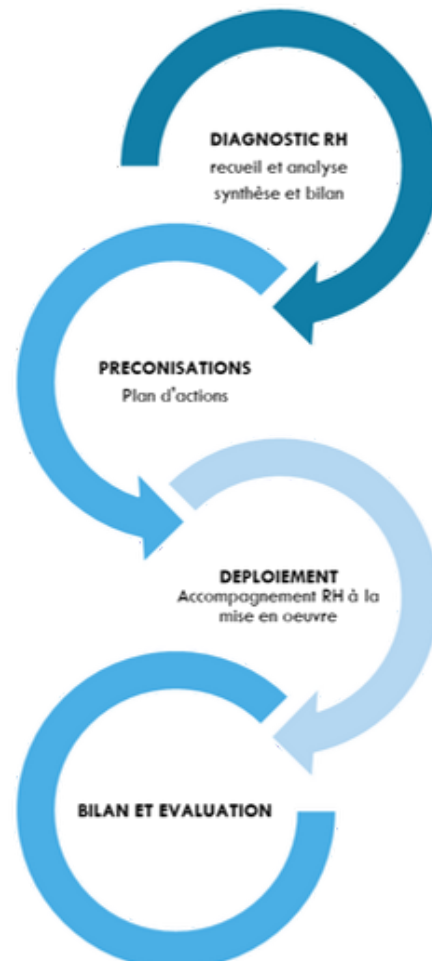 DIAGNOSTIC RH
recueil et analyse
synthèse et bilan
PRECONISATIONS
Plan d'actions
DEPLOIEMENT
Accompagnement RH à la
mise en oeuvre
BILAN ET EVALUATION